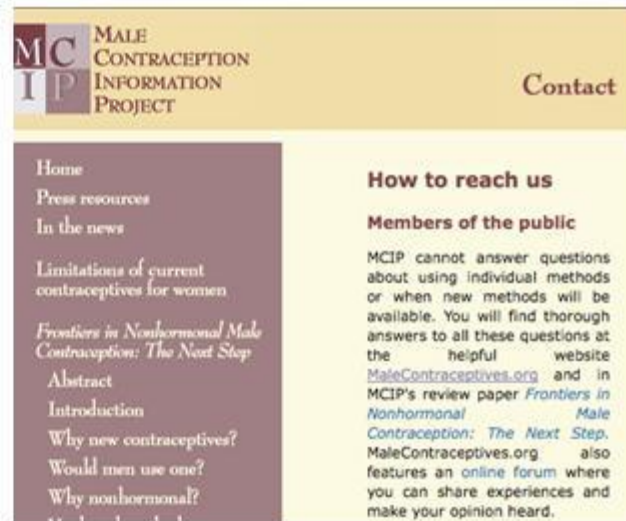 MC
IP
MALE
CONTRACEPTION
INFORMATION
PROJECT
Contact
Home
Press resources
In the news
Limitations of current
contraceptives for women
Frontiers in Nonhormonal Male
Contraception: The Next Step
Abstract
Introduction
Why new contraceptives?
Would men use one?
Why nonhormonal?
How to reach us
Members of the public
MCIP cannot answer questions
about using individual methods
or when new methods will be
available. You will find thorough
answers to all these questions at
the helpful website
MaleContraceptives.org and in
MCIP's review paper Frontiers in
Nonhormonal Male
Contraception: The Next Step.
MaleContraceptives.org also
features an online forum where
you can share experiences and
make your opinion heard.